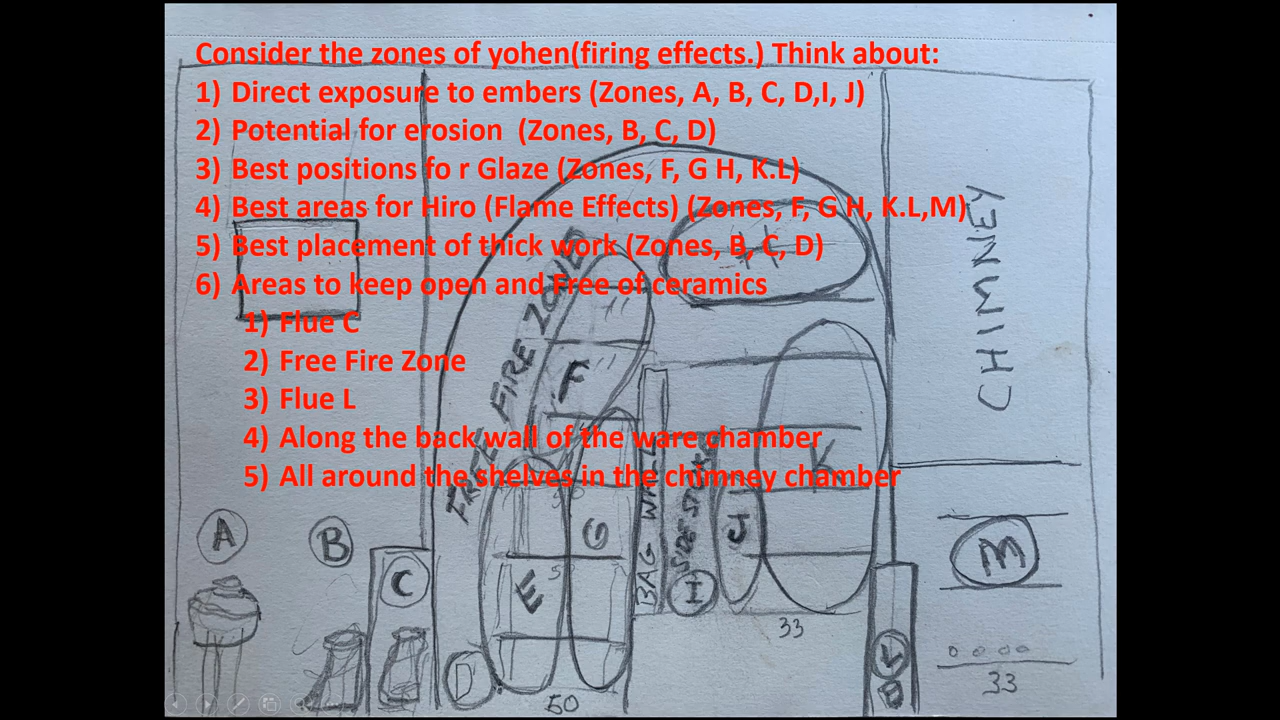 Consider the zones of yohen(firing effects.) Think about:
1) Direct exposure to embers (Zones, A, B, C, D,I, J)
2) Potential for erosion (Zones, B, C, D)
3) Best positions fo r Glaze (Zones, F, G H, K.L)
4) Best areas for Hiro (Flame Effects) (Zones, F, G H, K.L,M)
5) Best placement of thick work (Zones, B, C, D)
6) Areas to keep open and Free of ceramics
1) Flue C
2) Free Fire Zone
3) Flue L
4) Along the back wall of the ware chamber
5) All around the shelves in the chimney chamber
CHIMNEY
H
FREE FIRE ZONE
F
K
BAG WALL
SIDE STOKE
A
B
C
G
J
M
E
I
D
L
33
33
50